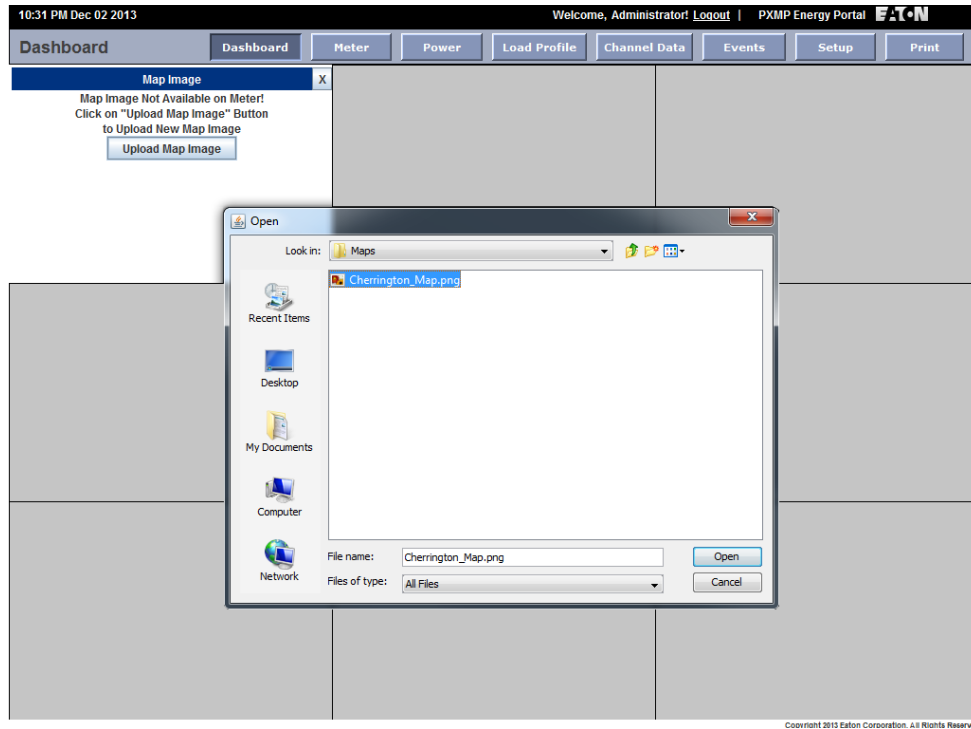 10:31 PM Dec 02 2013 Welcome, Administrator! Logout | PXMP Energy Portal EATON
Dashboard Dashboard Meter Power Load Profile Channel Data Events Setup Print
Map Image X
Map Image Not Available on Meter!
Click on "Upload Map Image" Button
to Upload New Map Image
Upload Map Image
Open X
Look in: Maps
Cherrington_Map.png
Recent Items
Desktop
My Documents
Computer
Network
File name: Cherrington_Map.png Open
Files of type: All Files Cancel
Copyright 2013 Eaton Corporation. All Rights Reserv